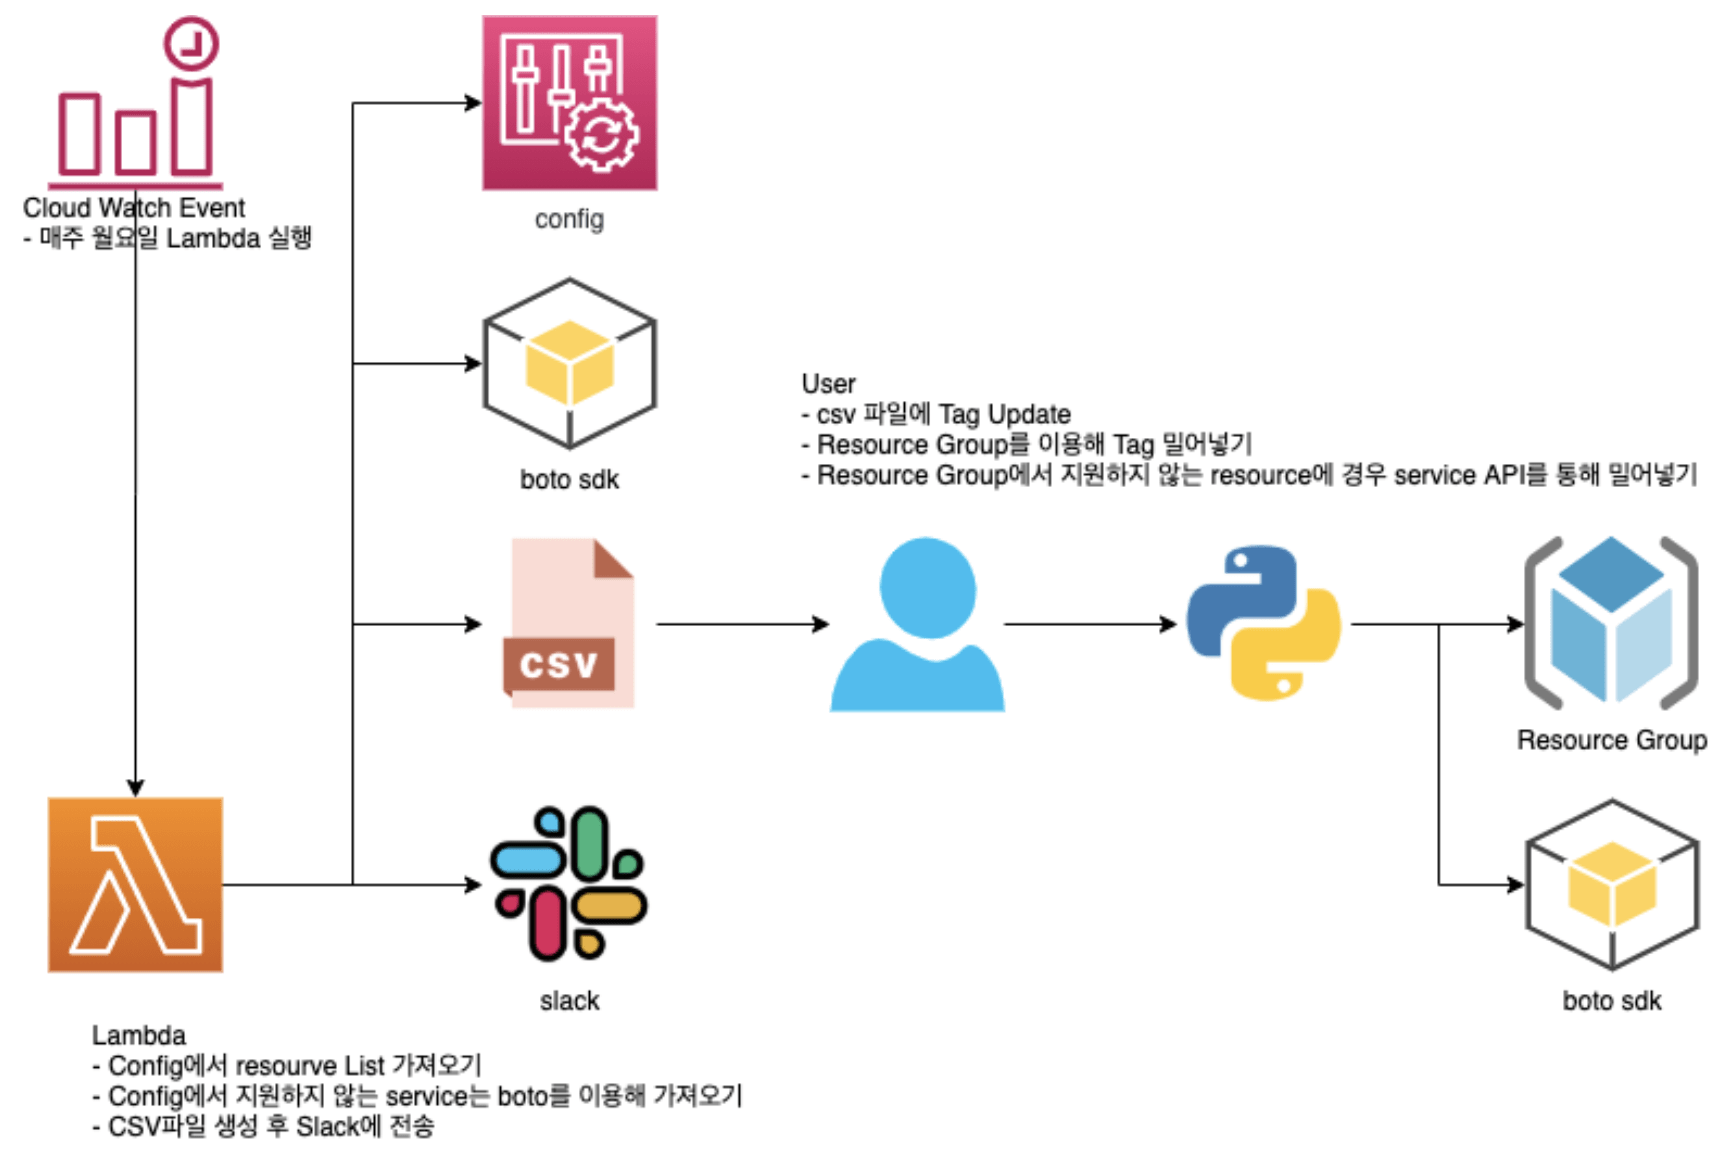 Cloud Watch Event
- 매주 월요일 Lambda 실행
config
boto sdk
User
- csv 파일에 Tag Update
- Resource Group를 이용해 Tag 밀어넣기
- Resource Group에서 지원하지 않는 resource에 경우 service API를 통해 밀어넣기
CSV
Resource Group
slack
boto sdk
Lambda
- Config에서 resourve List 가져오기
- Config에서 지원하지 않는 service는 boto를 이용해 가져오기
- CSV파일 생성 후 Slack에 전송